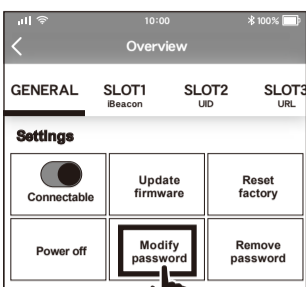 10:00 100%
Overview
GENERAL SLOT1 SLOT2 SLOT3
iBeacon UID URL
Settings
Connectable
Update
firmware
Reset
factory
Power off
Modify
password
Remove
password